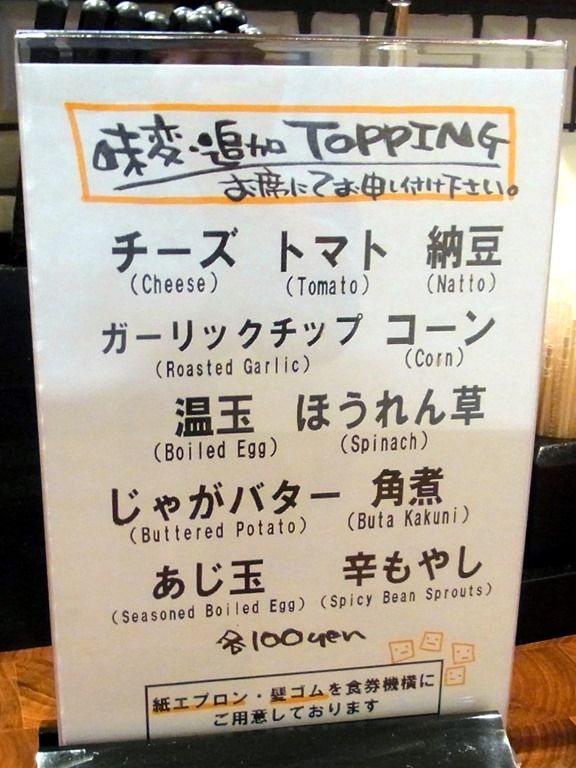 味変・追加 TOPPING
お席にてお申し付け下さい。
チーズ トマト 納豆
(Cheese) (Tomato) (Natto)
ガーリックチップ コーン
(Roasted Garlic) (Corn)
温玉 ほうれん草
(Boiled Egg) (Spinach)
じゃがバター 角煮
(Buttered Potato) (Buta Kakuni)
あじ玉 辛もやし
(Seasoned Boiled Egg) (Spicy Bean Sprouts)
各100yen
紙エプロン・髪ゴムを食券機横に
ご用意しております